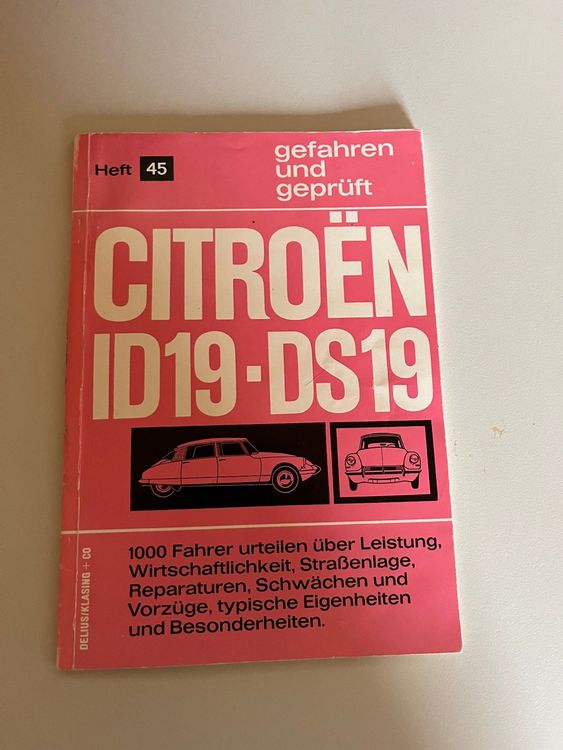 Heft 45
gefahren
und
geprüft
CITROËN
ID19-DS19
1000 Fahrer urteilen über Leistung,
Wirtschaftlichkeit, Straßenlage,
Reparaturen, Schwächen und
Vorzüge, typische Eigenheiten
und Besonderheiten.
DELIUS/KLASING + CO